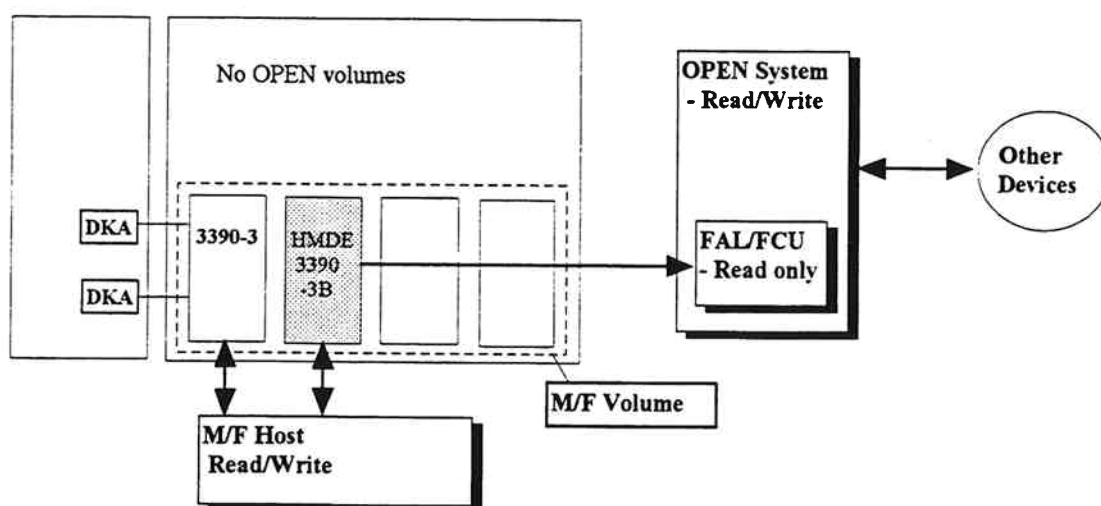 No OPEN volumes
OPEN System
- Read/Write
Other
Devices
DKA
3390-3
HMDE
3390
-3B
FAL/FCU
- Read only
DKA
M/F Volume
M/F Host
Read/Write